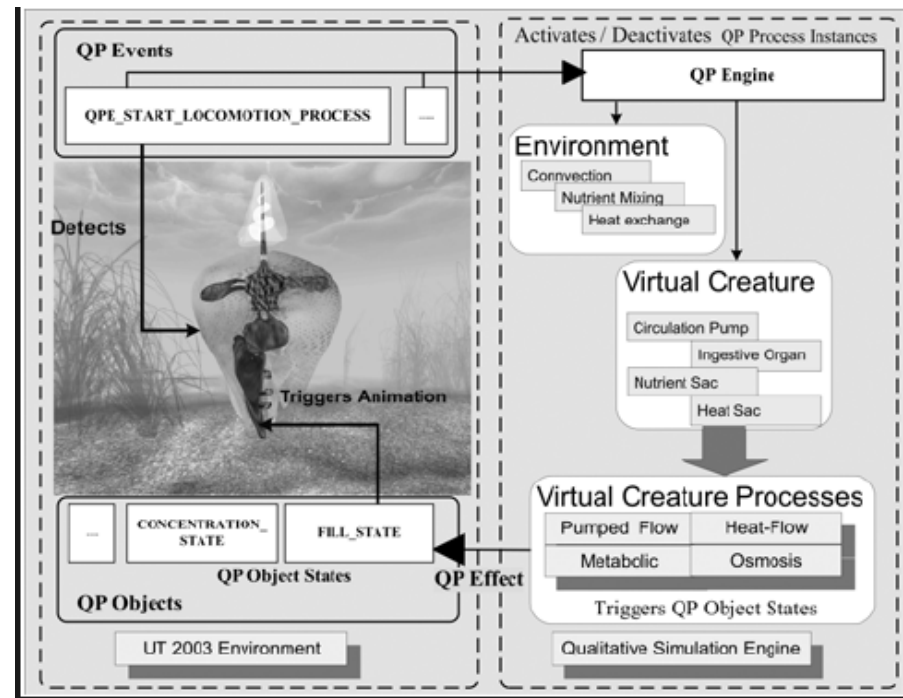 QP Events
QPE_START_LOCOMOTION_PROCESS
....
Detects
Triggers Animation
....
CONCENTRATION_
STATE
FILL_STATE
QP Object States
QP Objects
UT 2003 Environment
Activates / Deactivates QP Process Instances
QP Engine
Environment
Connvection
Nutrient Mixing
Heat exchange
Virtual Creature
Circulation Pump
Ingestive Organ
Nutrient Sac
Heat Sac
Virtual Creature Processes
Pumped Flow
Heat-Flow
Metabolic
Osmosis
QP Effect
Triggers QP Object States
Qualitative Simulation Engine